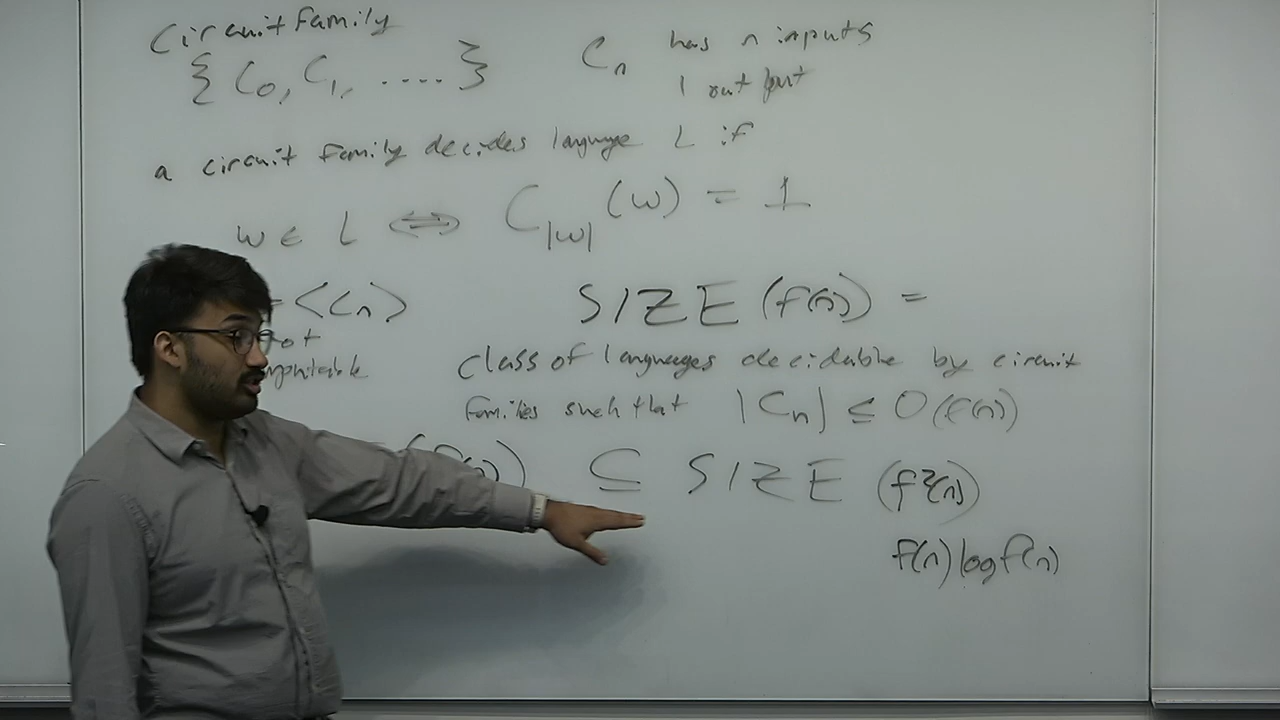 Circuit Family
{ C₀, C₁, .... }    Cₙ has n inputs
1 output
a circuit family decides language L if
w ∈ L ⟺ C|w| (w) = 1
<Cₙ>    SIZE (f(n)) =
class of languages decidable by circuit
families such that |Cₙ| ≤ O(f(n))
(f(n)) ⊆ SIZE (f²(n))
f(n) log f(n)